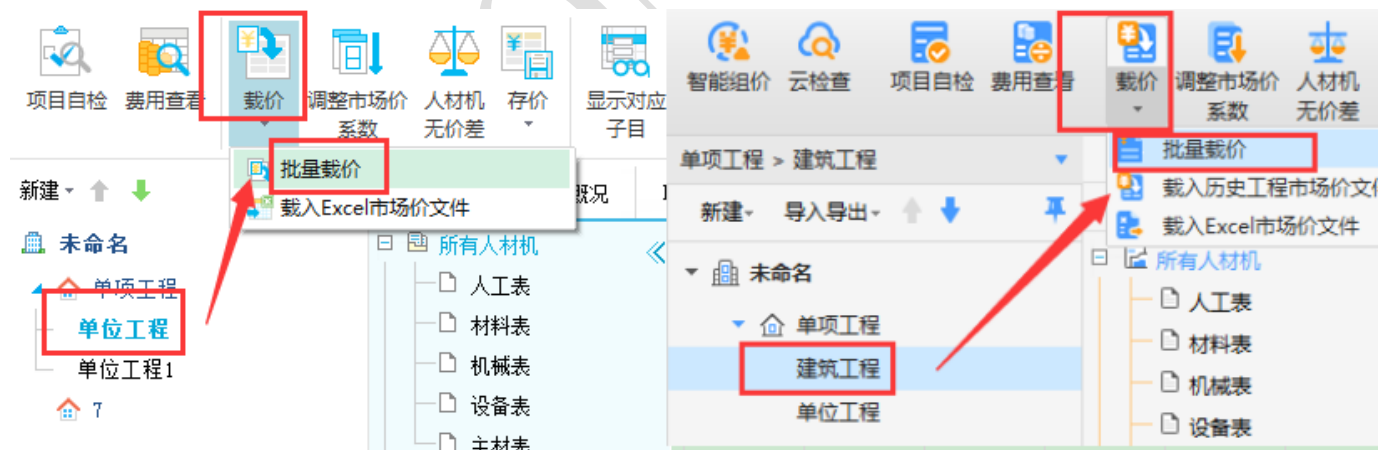 项目自检 费用查看 载价 调整市场价系数 人材机无价差 存价 显示对应子目
批量载价
载入Excel市场价文件
新建 概况
未命名
单项工程
单位工程
单位工程1
7
所有人材机
人工表
材料表
机械表
设备表
主材表
智能组价 云检查 项目自检 费用查看 载价 调整市场价系数 人材机无价差
批量载价
载入历史工程市场价文件
载入Excel市场价文件
单项工程 > 建筑工程
新建 导入导出
未命名
单项工程
建筑工程
单位工程
所有人材机
人工表
材料表
机械表
设备表